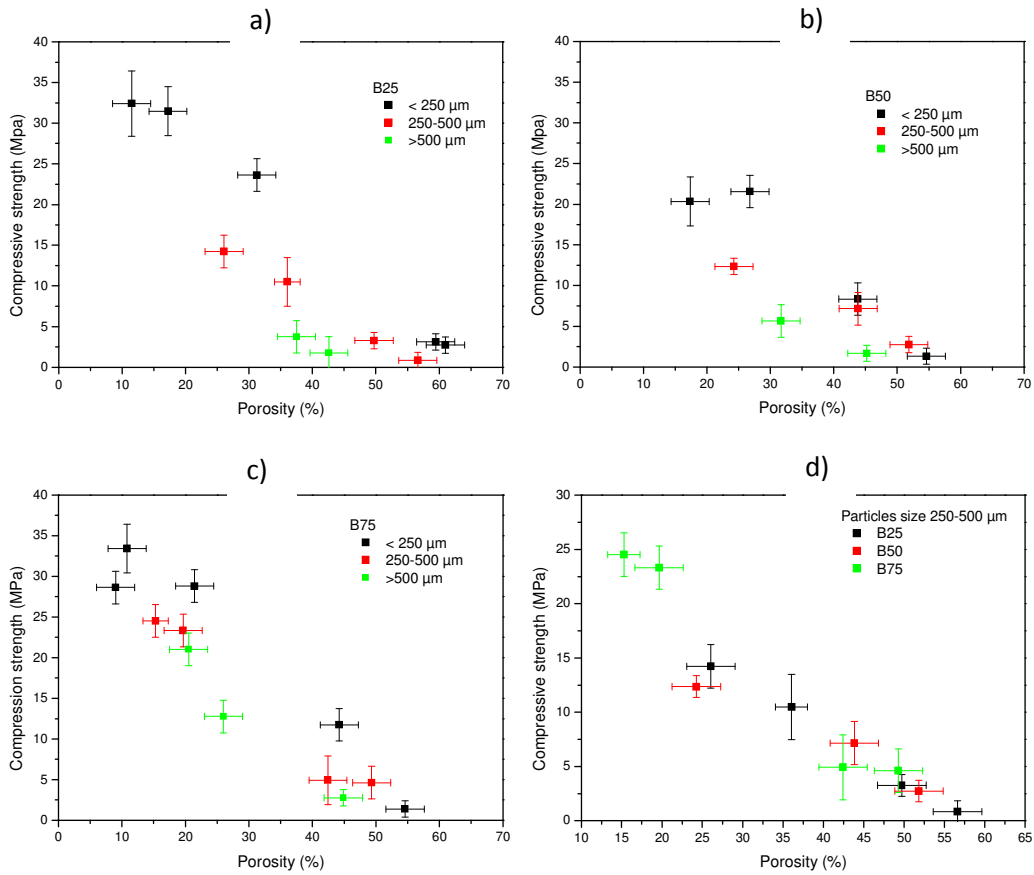 a)
B25
< 250 µm
250-500 µm
>500 µm
Compressive strength (Mpa)
40
35
30
25
20
15
10
5
0
0 10 20 30 40 50 60 70
Porosity (%)
b)
B50
< 250 µm
250-500 µm
>500 µm
Compressive strength (Mpa)
40
35
30
25
20
15
10
5
0
0 10 20 30 40 50 60 70
Porosity (%)
c)
B75
< 250 µm
250-500 µm
>500 µm
Compression strength (MPa)
40
35
30
25
20
15
10
5
0
0 10 20 30 40 50 60 70
Porosity (%)
d)
Particles size 250-500 µm
B25
B50
B75
Compressive strength (MPa)
30
25
20
15
10
5
0
10 15 20 25 30 35 40 45 50 55 60 65
Porosity (%)